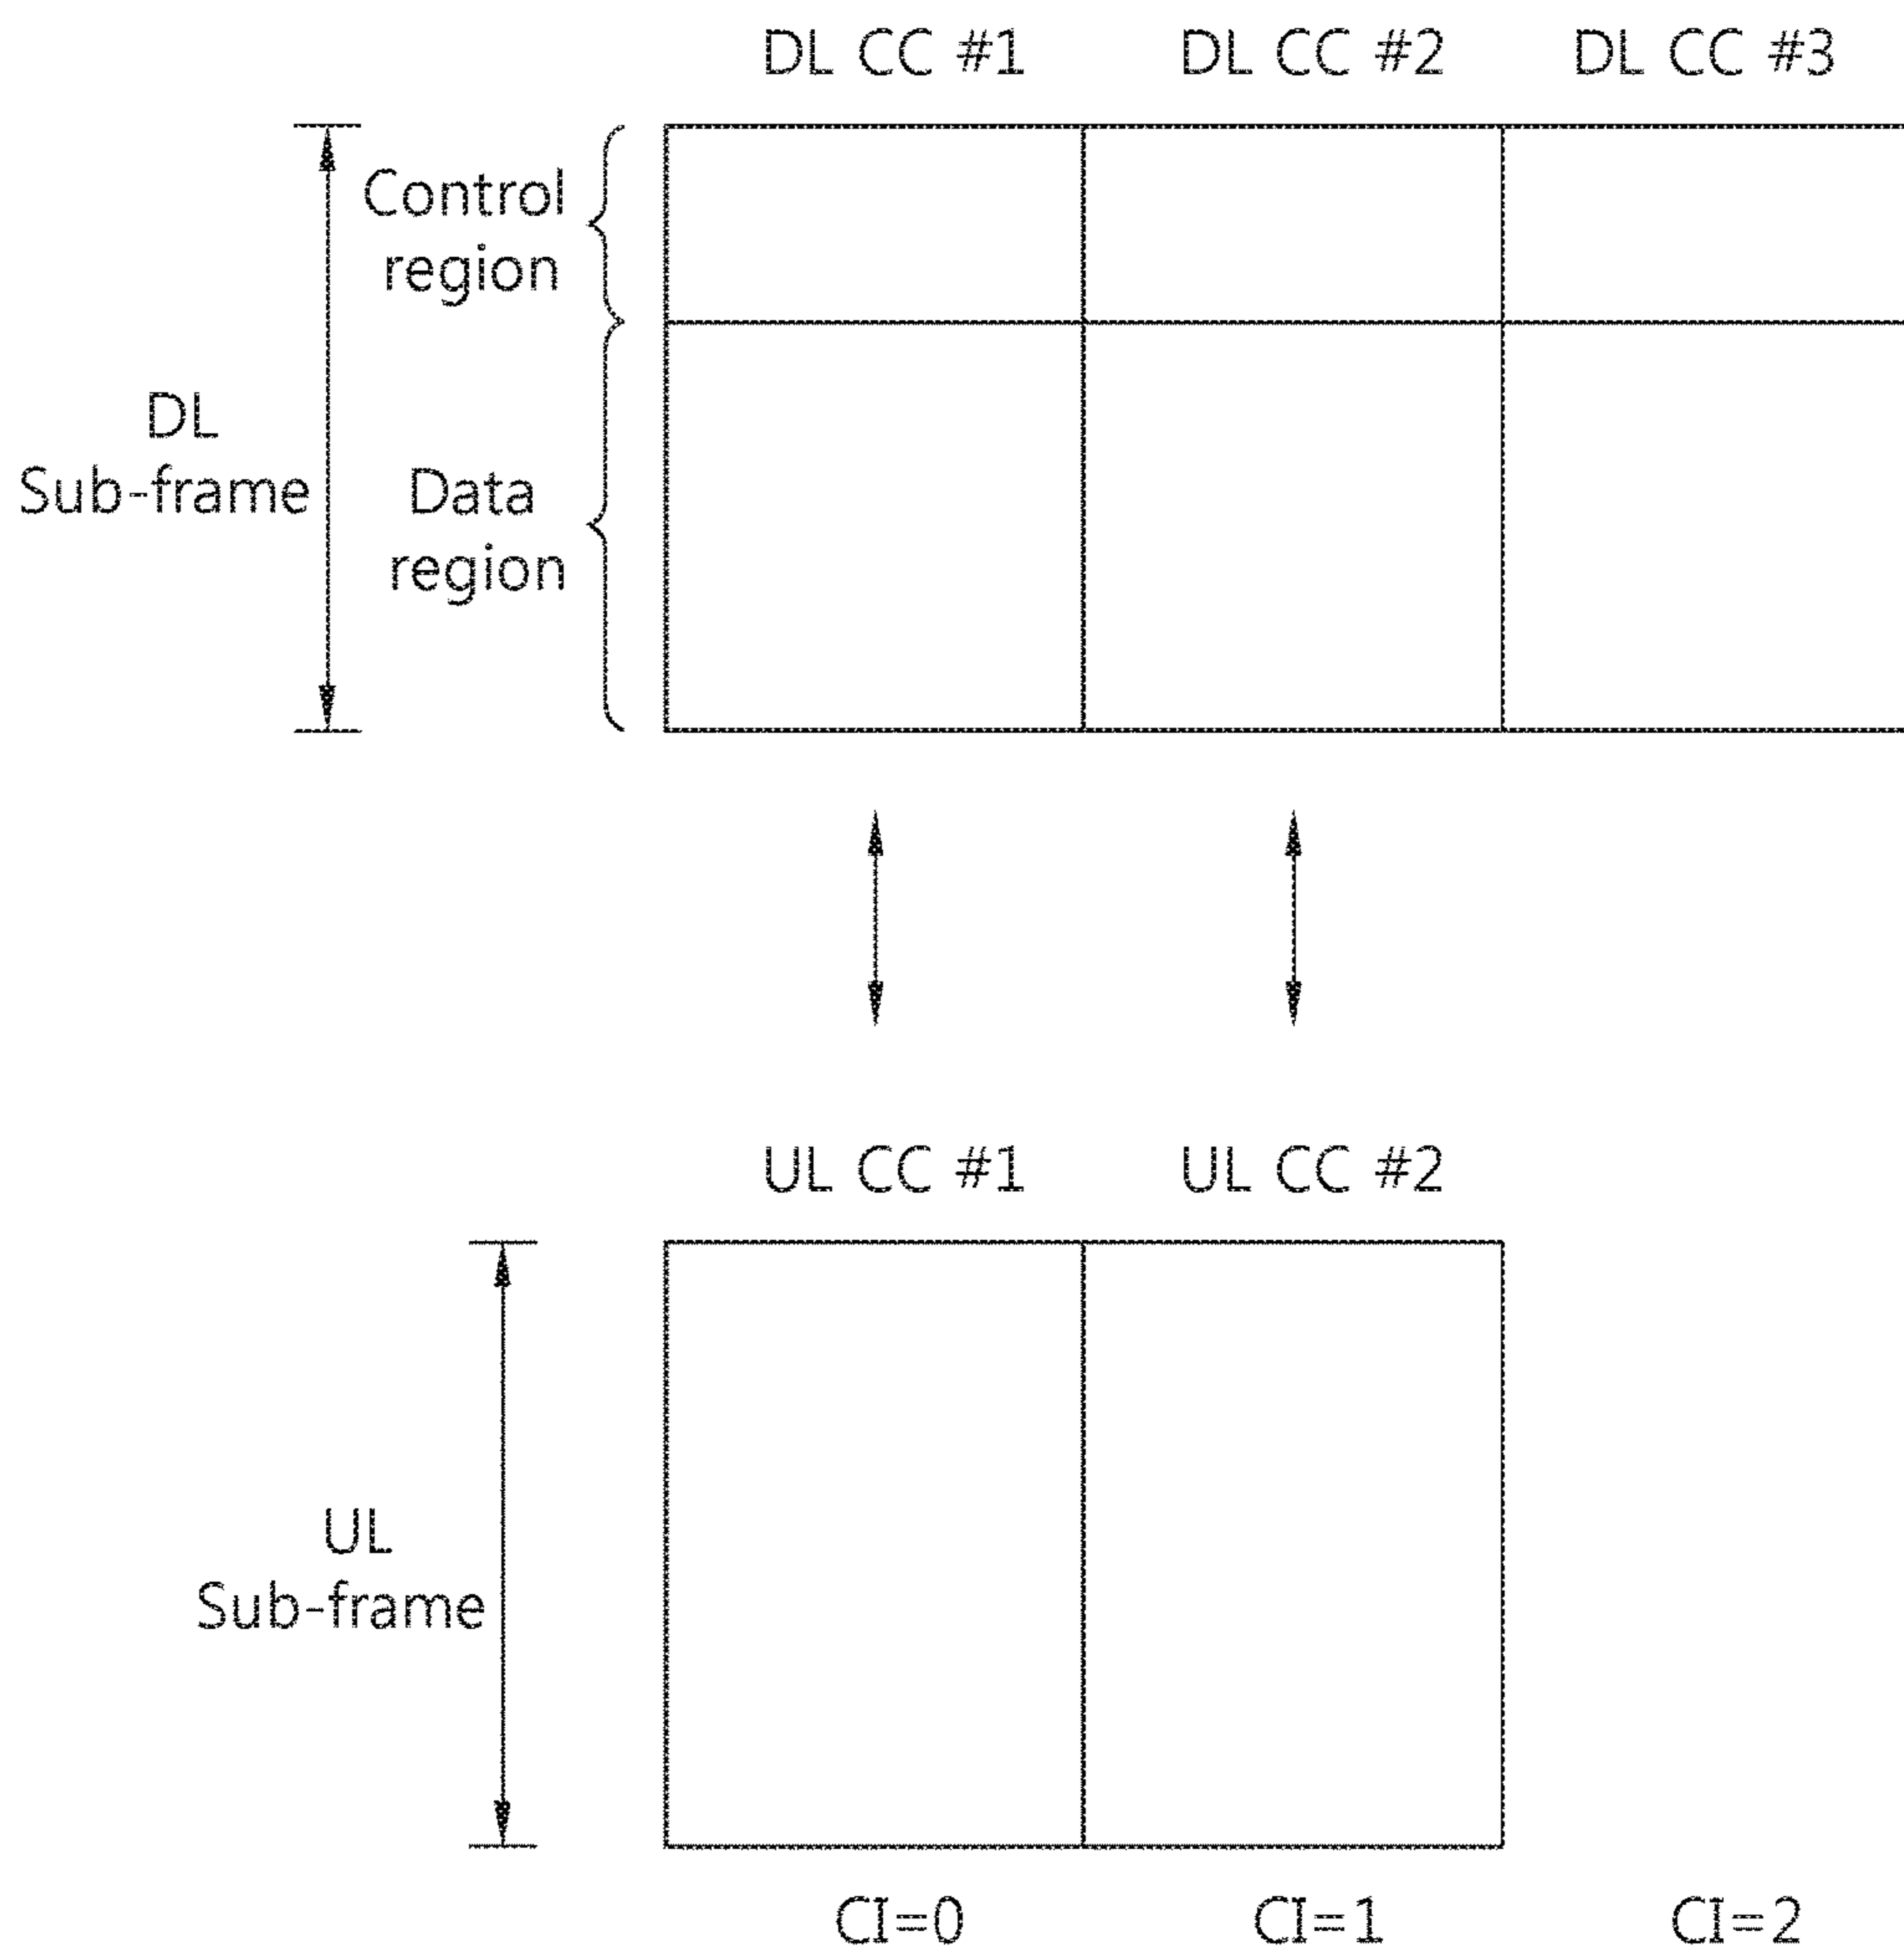 DL CC #1 DL CC #2 DL CC #3
Control
region
DL
Sub-frame
Data
region
UL CC #1 UL CC #2
UL
Sub-frame
CI=0 CI=1 CI=2